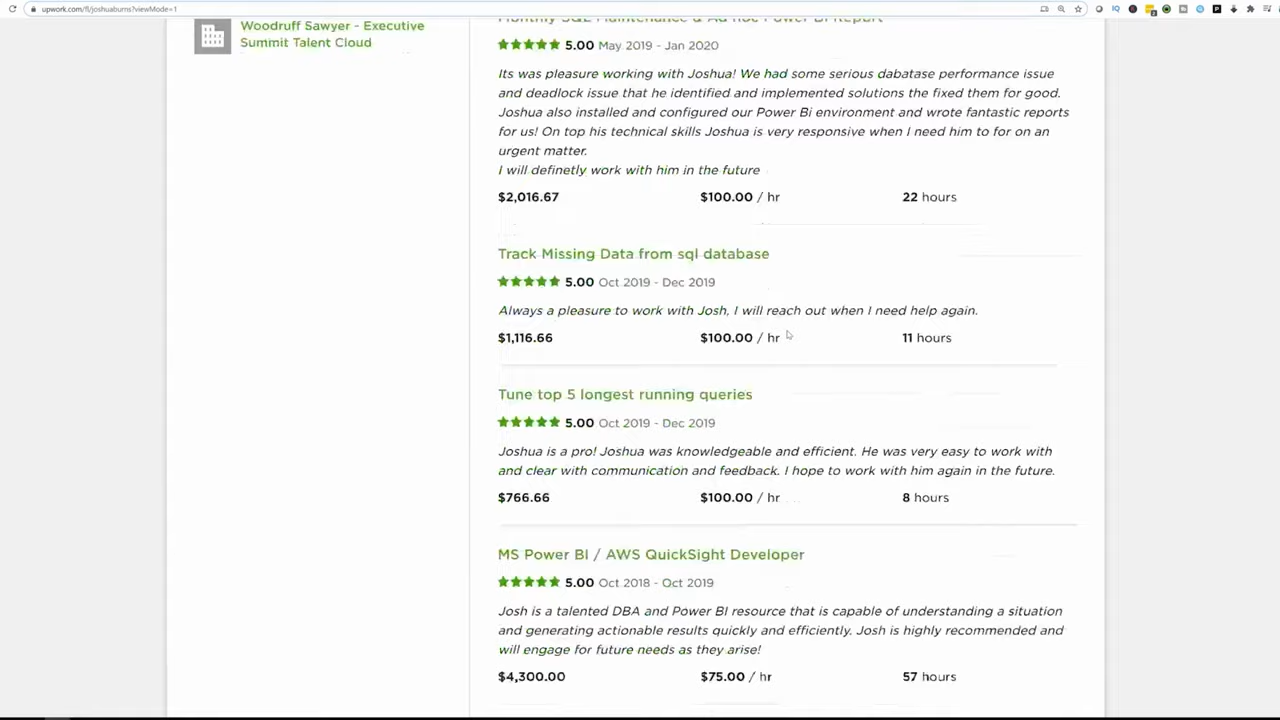 upwork.com/fl/joshuaburns?viewMode=1
Woodruff Sawyer - Executive
Summit Talent Cloud
Monthly SQL Maintenance & Ad hoc Power BI Report
5.00 May 2019 - Jan 2020
Its was pleasure working with Joshua! We had some serious dabatase performance issue
and deadlock issue that he identified and implemented solutions the fixed them for good.
Joshua also installed and configured our Power Bi environment and wrote fantastic reports
for us! On top his technical skills Joshua is very responsive when I need him to for on an
urgent matter.
I will definetly work with him in the future
$2,016.67 $100.00 / hr 22 hours
Track Missing Data from sql database
5.00 Oct 2019 - Dec 2019
Always a pleasure to work with Josh, I will reach out when I need help again.
$1,116.66 $100.00 / hr 11 hours
Tune top 5 longest running queries
5.00 Oct 2019 - Dec 2019
Joshua is a pro! Joshua was knowledgeable and efficient. He was very easy to work with
and clear with communication and feedback. I hope to work with him again in the future.
$766.66 $100.00 / hr 8 hours
MS Power BI / AWS QuickSight Developer
5.00 Oct 2018 - Oct 2019
Josh is a talented DBA and Power BI resource that is capable of understanding a situation
and generating actionable results quickly and efficiently. Josh is highly recommended and
will engage for future needs as they arise!
$4,300.00 $75.00 / hr 57 hours